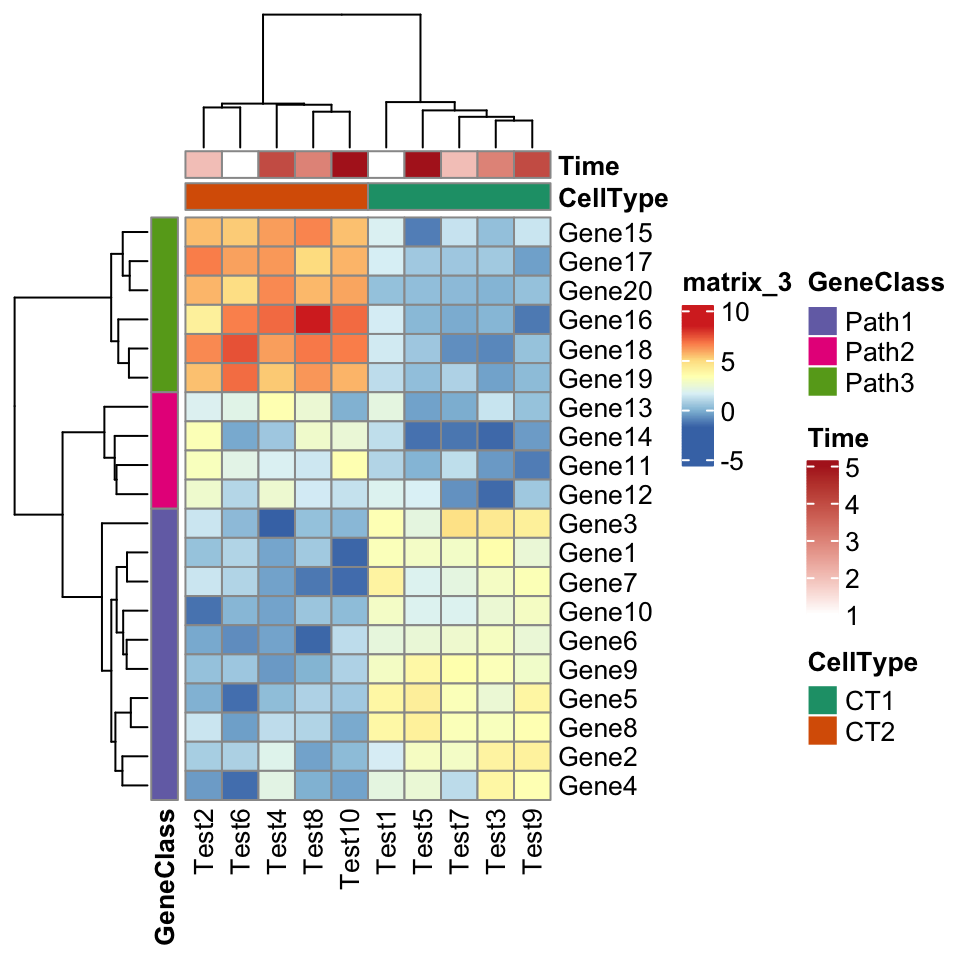 Time
CellType
Gene15
Gene17
Gene20
Gene16
Gene18
Gene19
Gene13
Gene14
Gene11
Gene12
Gene3
Gene1
Gene7
Gene10
Gene6
Gene9
Gene5
Gene8
Gene2
Gene4
GeneClass
Test2
Test6
Test4
Test8
Test10
Test1
Test5
Test7
Test3
Test9
matrix_3
10
5
0
-5
GeneClass
Path1
Path2
Path3
Time
5
4
3
2
1
CellType
CT1
CT2